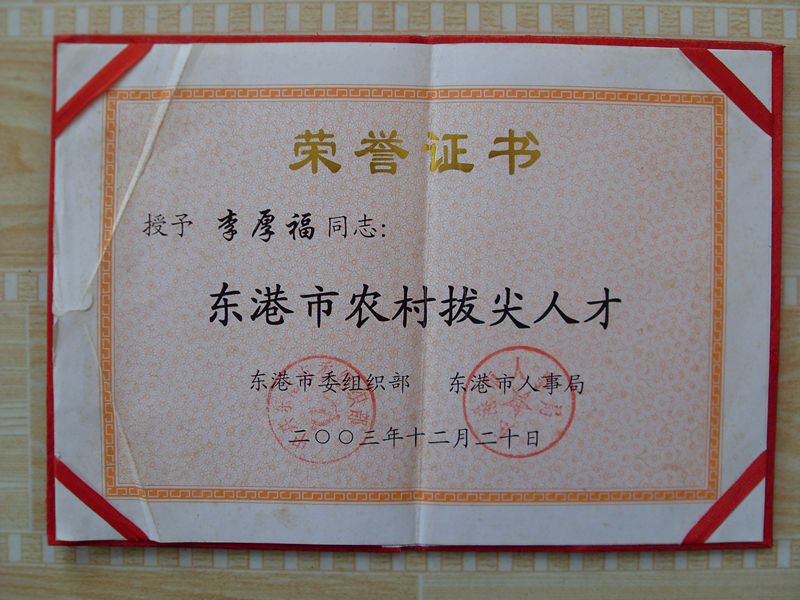 荣誉证书
授予 李厚福 同志:
东港市农村拔尖人才
东港市委组织部 东港市人事局
二〇〇三年十二月二十日